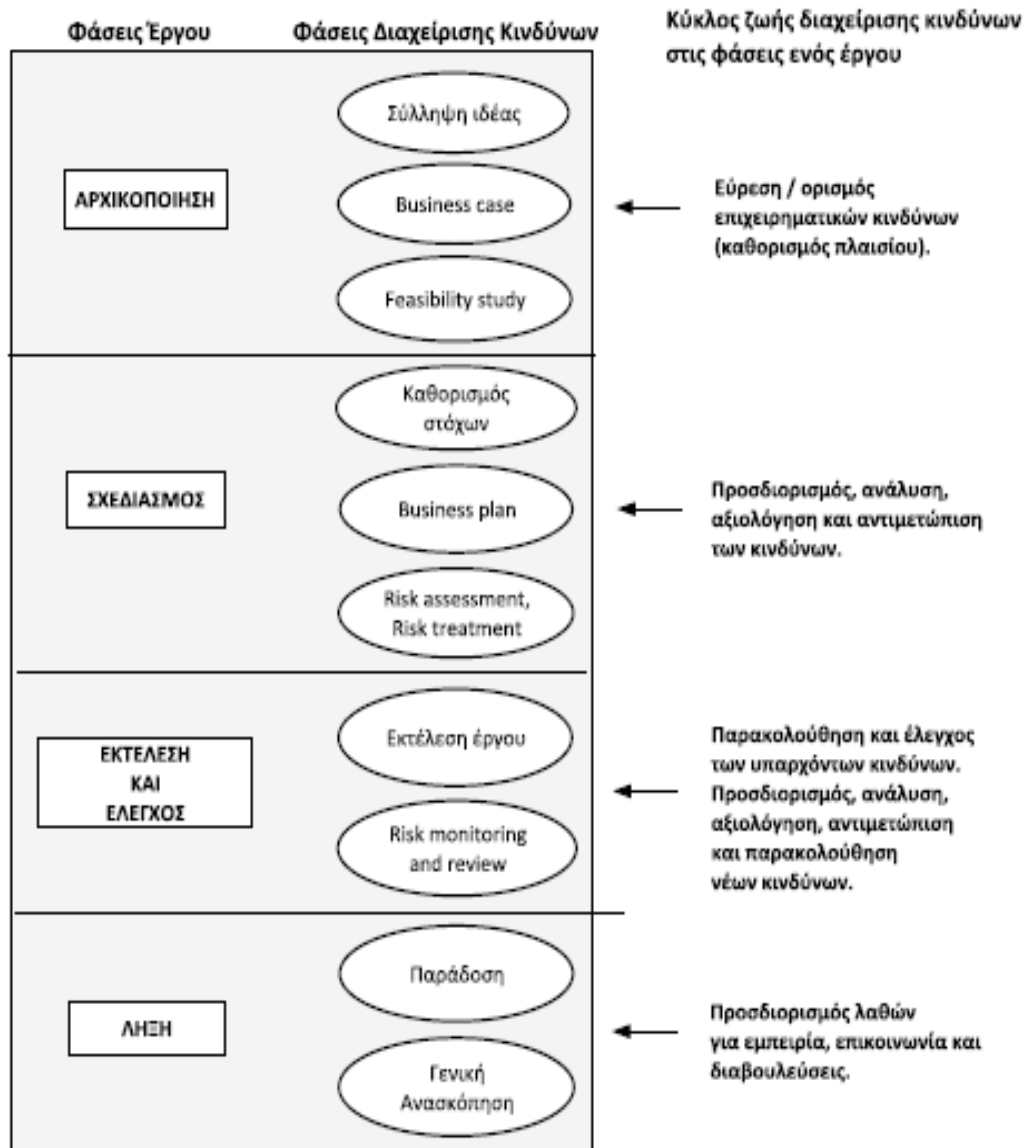 Φάσεις Έργου
Φάσεις Διαχείρισης Κινδύνων
Κύκλος ζωής διαχείρισης κινδύνων
στις φάσεις ενός έργου
ΑΡΧΙΚΟΠΟΙΗΣΗ
Σύλληψη ιδέας
Business case
Feasibility study
Εύρεση / ορισμός
επιχειρηματικών κινδύνων
(καθορισμός πλαισίου).
ΣΧΕΔΙΑΣΜΟΣ
Καθορισμός
στόχων
Business plan
Risk assessment,
Risk treatment
Προσδιορισμός, ανάλυση,
αξιολόγηση και αντιμετώπιση
των κινδύνων.
ΕΚΤΕΛΕΣΗ
ΚΑΙ
ΕΛΕΓΧΟΣ
Εκτέλεση έργου
Risk monitoring
and review
Παρακολούθηση και έλεγχος
των υπαρχόντων κινδύνων.
Προσδιορισμός, ανάλυση,
αξιολόγηση, αντιμετώπιση
και παρακολούθηση
νέων κινδύνων.
ΛΗΞΗ
Παράδοση
Γενική
Ανασκόπηση
Προσδιορισμός λαθών
για εμπειρία, επικοινωνία και
διαβουλεύσεις.